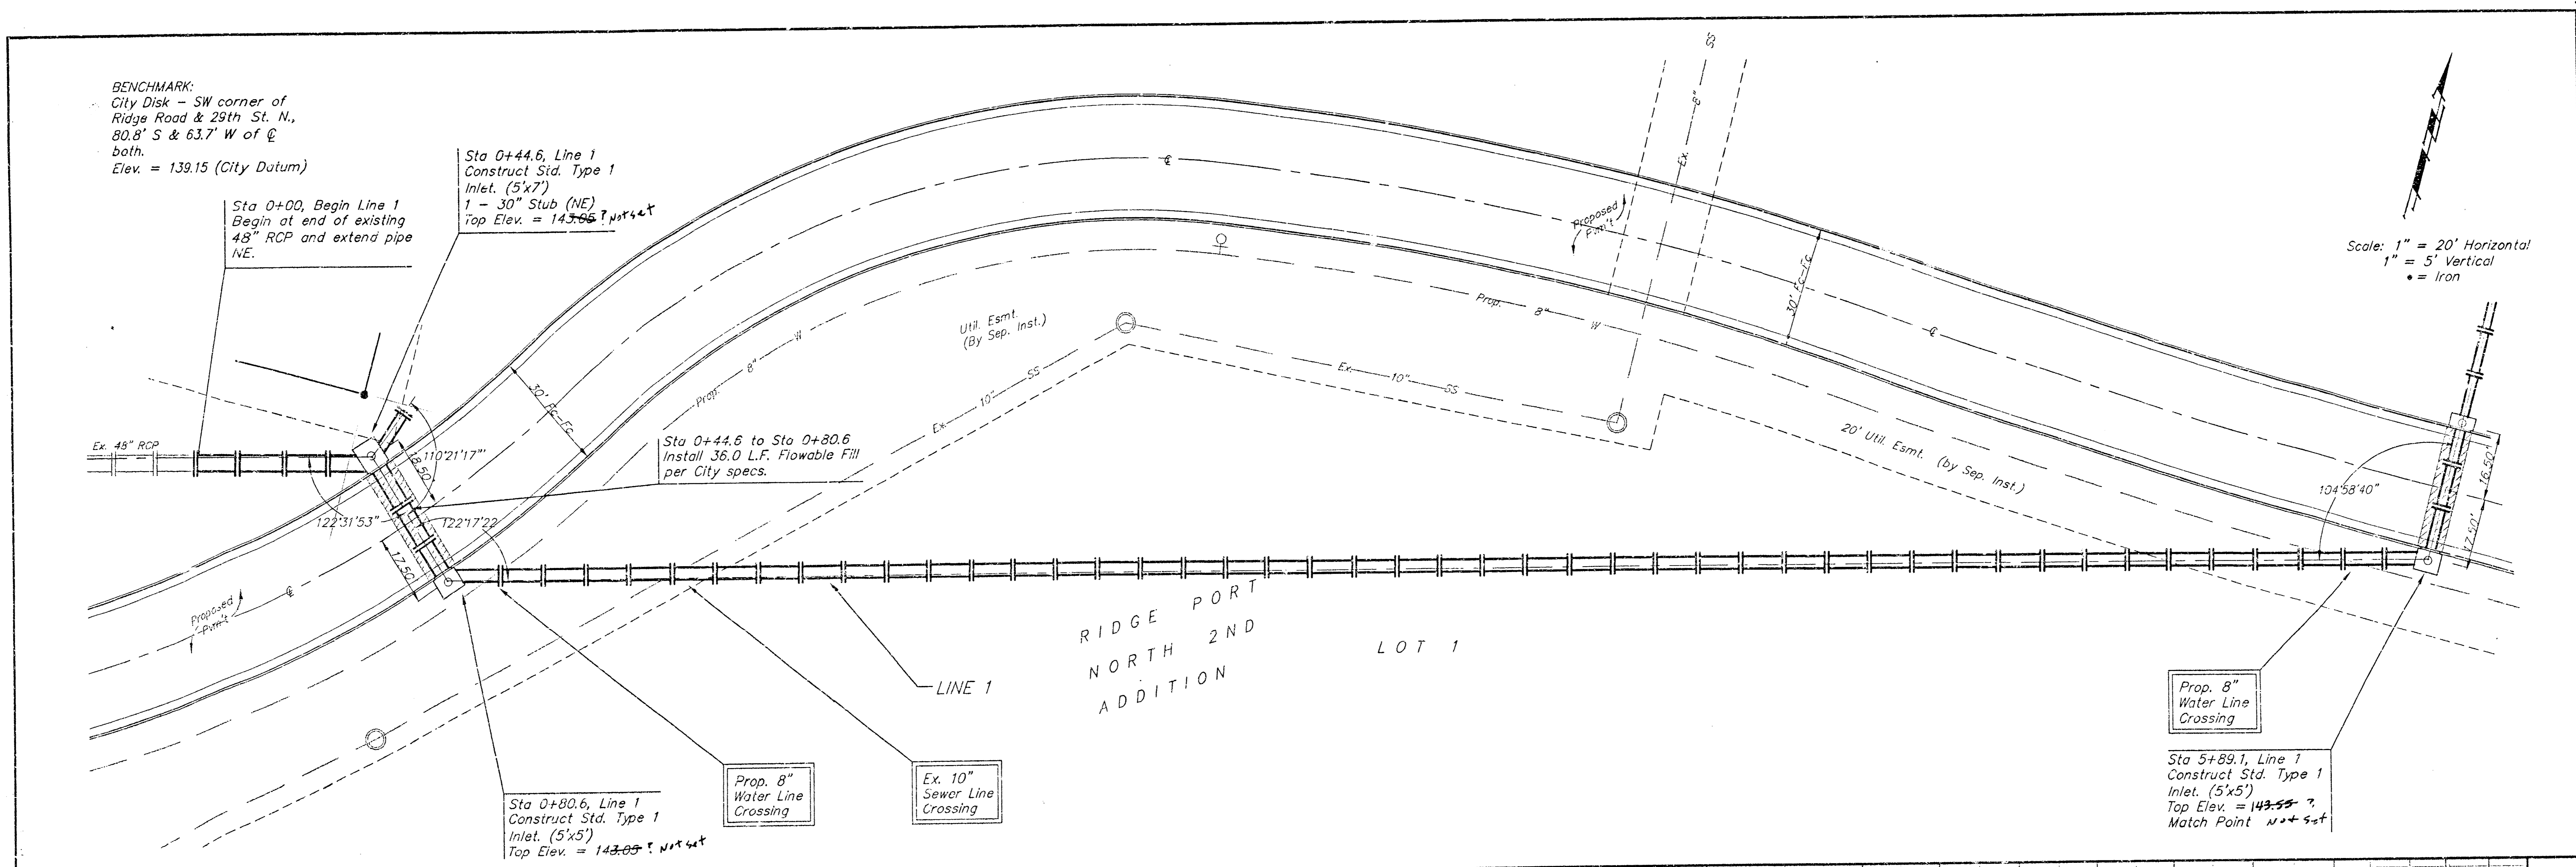 BENCHMARK:
City Disk – SW corner of
Ridge Road & 29th St. N.,
80.8' S & 63.7' W of ℄
both.
Elev. = 139.15 (City Datum)
Sta 0+00, Begin Line 1
Begin at end of existing
48" RCP and extend pipe
NE.
Sta 0+44.6, Line 1
Construct Std. Type 1
Inlet. (5'x7')
1 – 30" Stub (NE)
Top Elev. = 143.05 ? Not set
Scale: 1" = 20' Horizontal
1" = 5' Vertical
• = Iron
SS
Ex. 8"
℄
Proposed
Pvm't
30' Fc-Fc
Prop. 8" W
℄
Util. Esmt.
(By Sep. Inst.)
Prop. 8" W
Ex. 10" SS
Ex. 10" SS
30' Fc-Fc
20' Util. Esmt. (by Sep. Inst.)
Ex. 48" RCP
110°21'17"
18.50'
Sta 0+44.6 to Sta 0+80.6
Install 36.0 L.F. Flowable Fill
per City specs.
122°31'53"
122°17'22
17.50'
104°58'40"
16.50'
17.50'
Proposed
Pvm't
℄
LINE 1
RIDGE PORT
NORTH 2ND
ADDITION
LOT 1
Prop. 8"
Water Line
Crossing
Sta 5+89.1, Line 1
Construct Std. Type 1
Inlet. (5'x5')
Top Elev. = 143.55 ?
Match Point Not Set
Prop. 8"
Water Line
Crossing
Ex. 10"
Sewer Line
Crossing
Sta 0+80.6, Line 1
Construct Std. Type 1
Inlet. (5'x5')
Top Elev. = 143.05 ? Not set